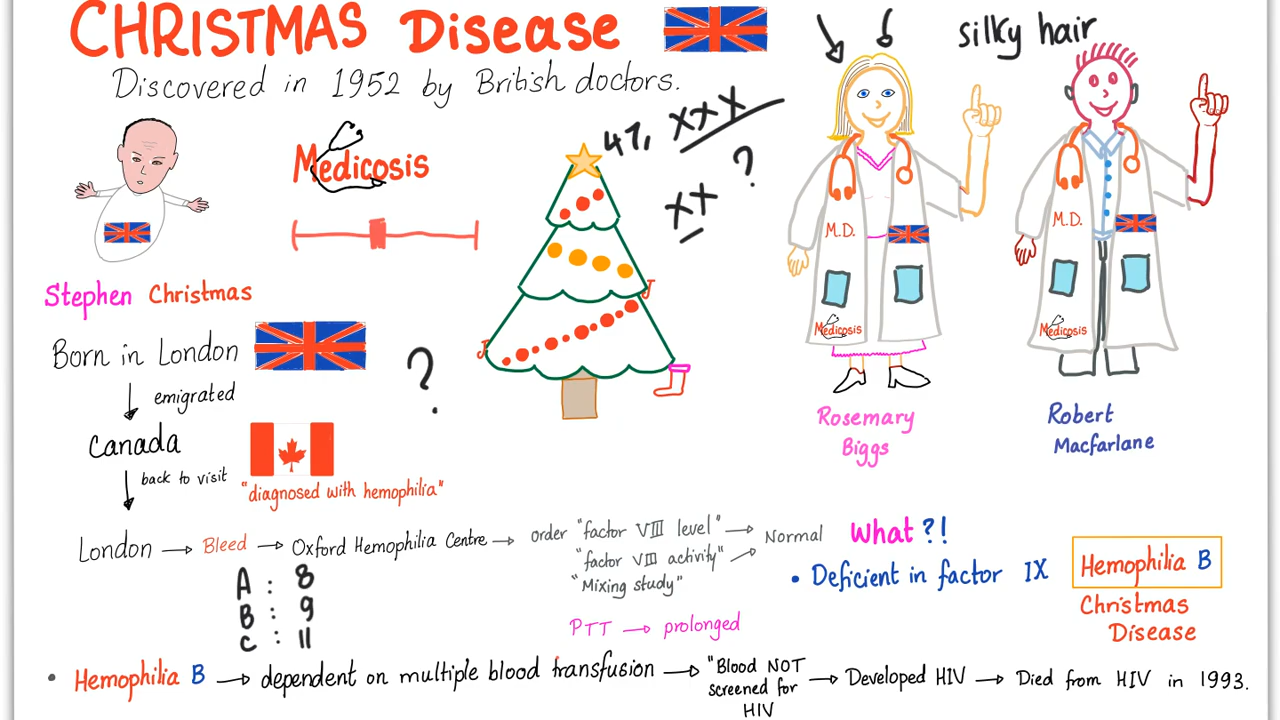 CHRISTMAS Disease
Discovered in 1952 by British doctors.
silky hair
Medicosis
47, XXX
XX ?
M.D.
M.D.
Medicosis
Medicosis
Stephen Christmas
Born in London
?
emigrated
Canada
back to visit
"diagnosed with hemophilia"
Rosemary
Biggs
Robert
Macfarlane
London → Bleed → Oxford Hemophilia Centre → order "factor VIII level" → Normal
"factor VIII activity"
"Mixing study"
What?!
• Deficient in factor IX
Hemophilia B
Christmas
Disease
A : 8
B : 9
C : 11
PTT → prolonged
• Hemophilia B → dependent on multiple blood transfusion → "Blood NOT
screened for
HIV
→ Developed HIV → Died from HIV in 1993.